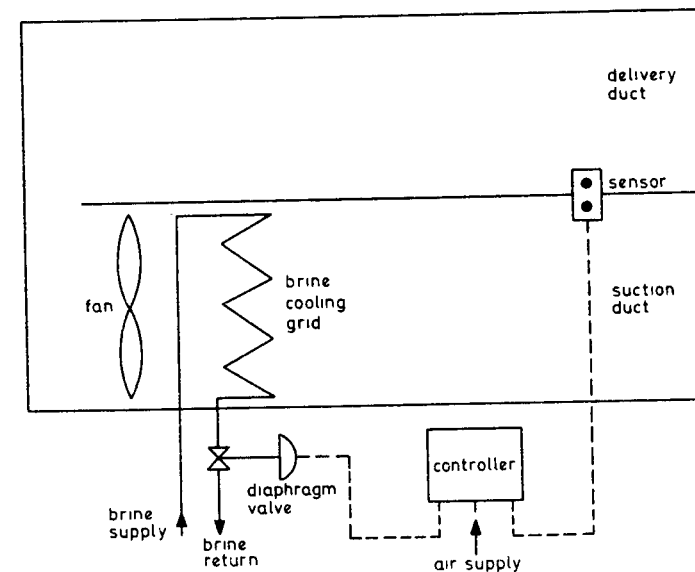 delivery
duct
sensor
suction
duct
fan
brine
cooling
grid
controller
diaphragm
valve
brine
supply
brine
return
air supply